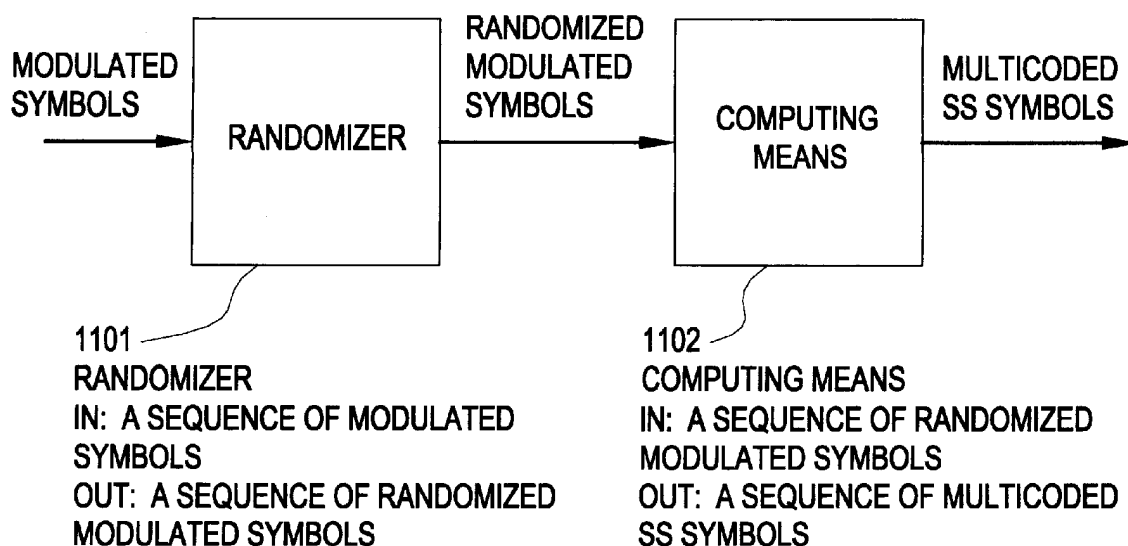 MODULATED
SYMBOLS
RANDOMIZER
RANDOMIZED
MODULATED
SYMBOLS
COMPUTING
MEANS
MULTICODED
SS SYMBOLS
1101
RANDOMIZER
IN: A SEQUENCE OF MODULATED
SYMBOLS
OUT: A SEQUENCE OF RANDOMIZED
MODULATED SYMBOLS
1102
COMPUTING MEANS
IN: A SEQUENCE OF RANDOMIZED
MODULATED SYMBOLS
OUT: A SEQUENCE OF MULTICODED
SS SYMBOLS